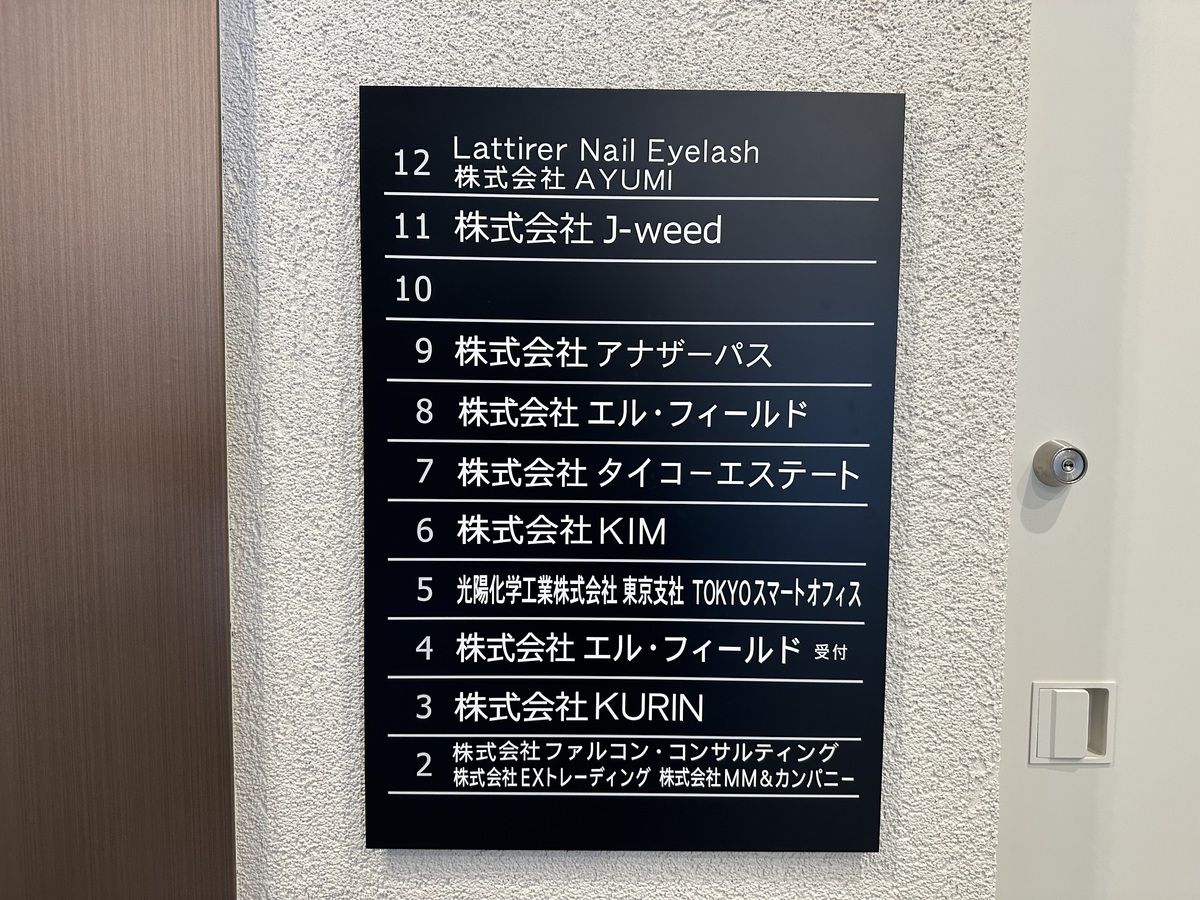 12 Lattirer Nail Eyelash
株式会社 AYUMI
11 株式会社 J-weed
10
9 株式会社 アナザーパス
8 株式会社 エル・フィールド
7 株式会社 タイコーエステート
6 株式会社 KIM
5 光陽化学工業株式会社 東京支社 TOKYOスマートオフィス
4 株式会社 エル・フィールド 受付
3 株式会社 KURIN
2 株式会社ファルコン・コンサルティング
株式会社EXトレーディング 株式会社MM&カンパニー